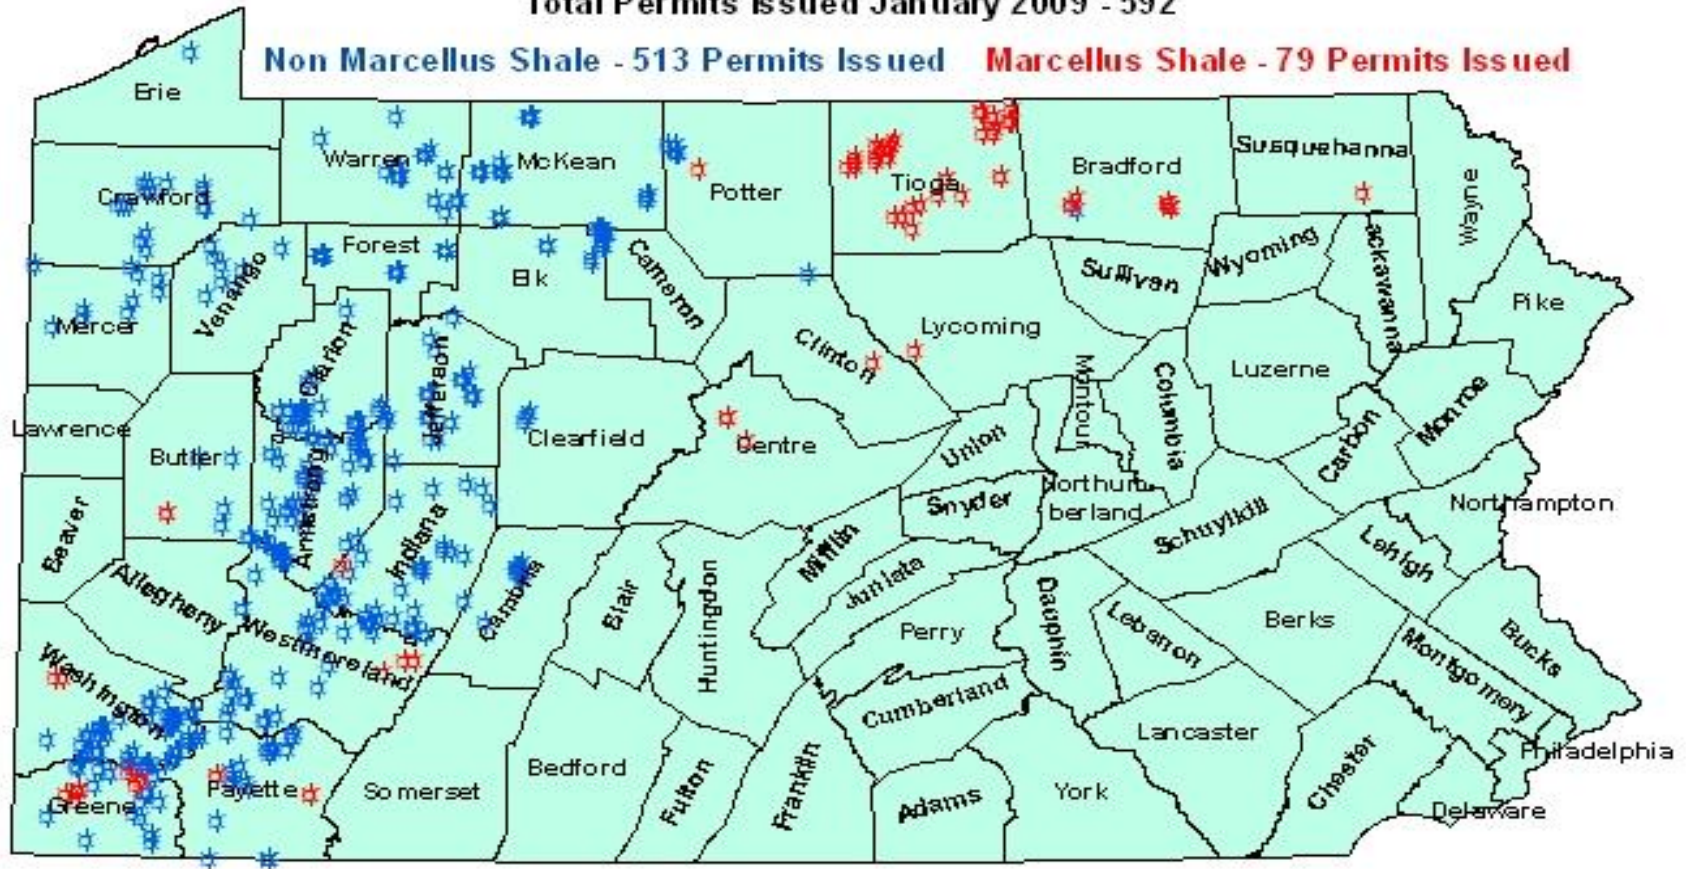 Total Permits Issued January 2009 - 592
Non Marcellus Shale - 513 Permits Issued Marcellus Shale - 79 Permits Issued
Erie
Warren
McKean
Potter
Tioga
Bradford
Susquehanna
Wayne
Crawford
Forest
Elk
Cameron
Sullivan
Wyoming
ackawanna
Pike
Mercer
Venango
Clarion
Jefferson
Clinton
Lycoming
Montour
Columbia
Luzerne
Monroe
Lawrence
Butler
Armstrong
Clearfield
Centre
Union
Snyder
Northum
berland
Schuylkill
Carbon
Northampton
Lehigh
Beaver
Allegheny
Indiana
Cambria
Blair
Huntingdon
Mifflin
Juniata
Perry
Dauphin
Lebanon
Berks
Montgomery
Bucks
Washington
Westmoreland
Cumberland
Lancaster
Chester
Philadelphia
Delaware
Greene
Fayette
Somerset
Bedford
Fulton
Franklin
Adams
York